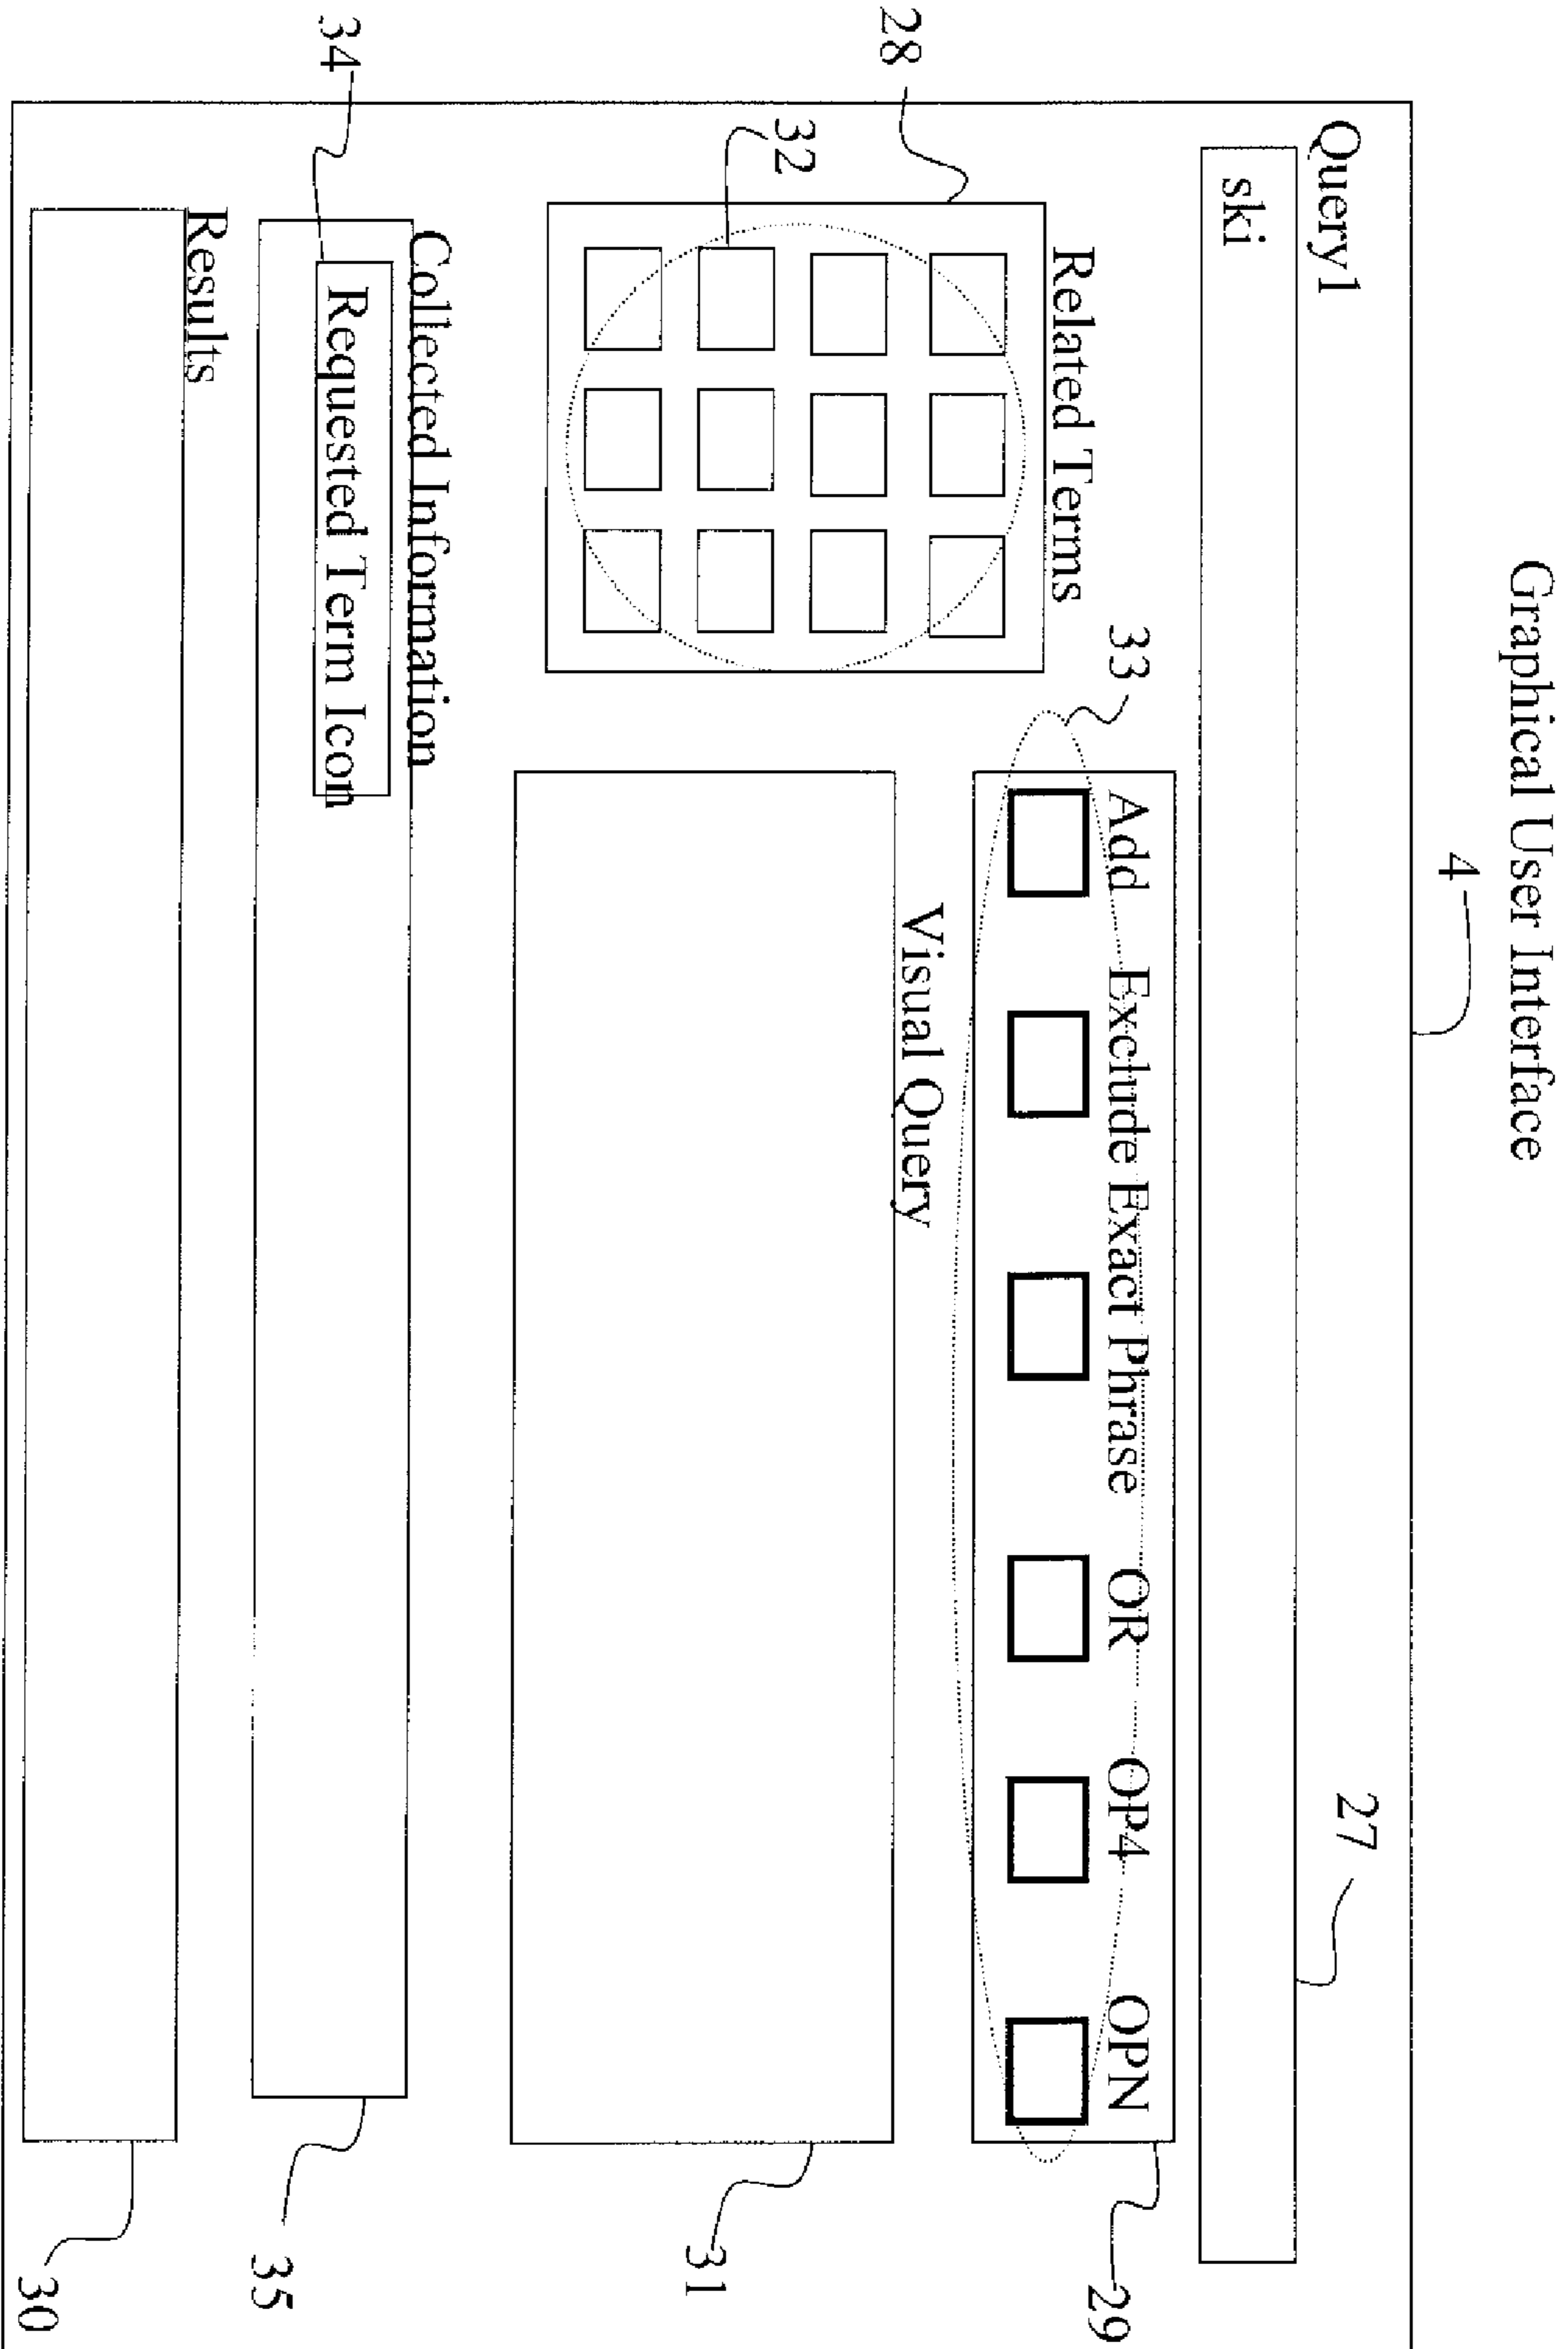 Graphical User Interface
4
27
Query1
ski
33
29
Add Exclude Exact Phrase OR OP4 OPN
28
Related Terms
32
Visual Query
31
Collected Information
34
Requested Term Icon
35
Results
30